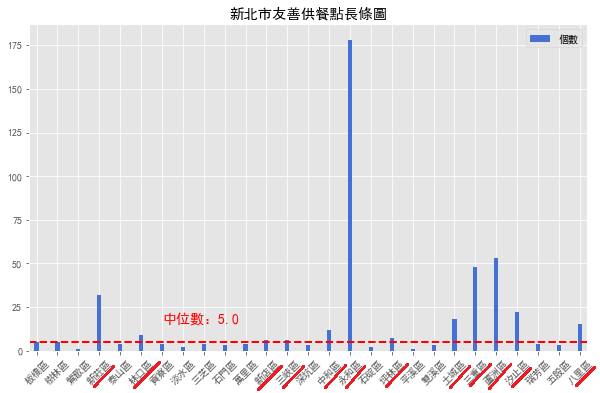 新北市友善供餐點長條圖
個數
175
150
125
100
75
50
25
0
中位數：5.0
板橋區
樹林區
鶯歌區
新莊區
泰山區
林口區
貢寮區
淡水區
三芝區
石門區
萬里區
新店區
三峽區
深坑區
中和區
永和區
石碇區
坪林區
平溪區
雙溪區
土城區
三重區
蘆洲區
汐止區
瑞芳區
五股區
八里區